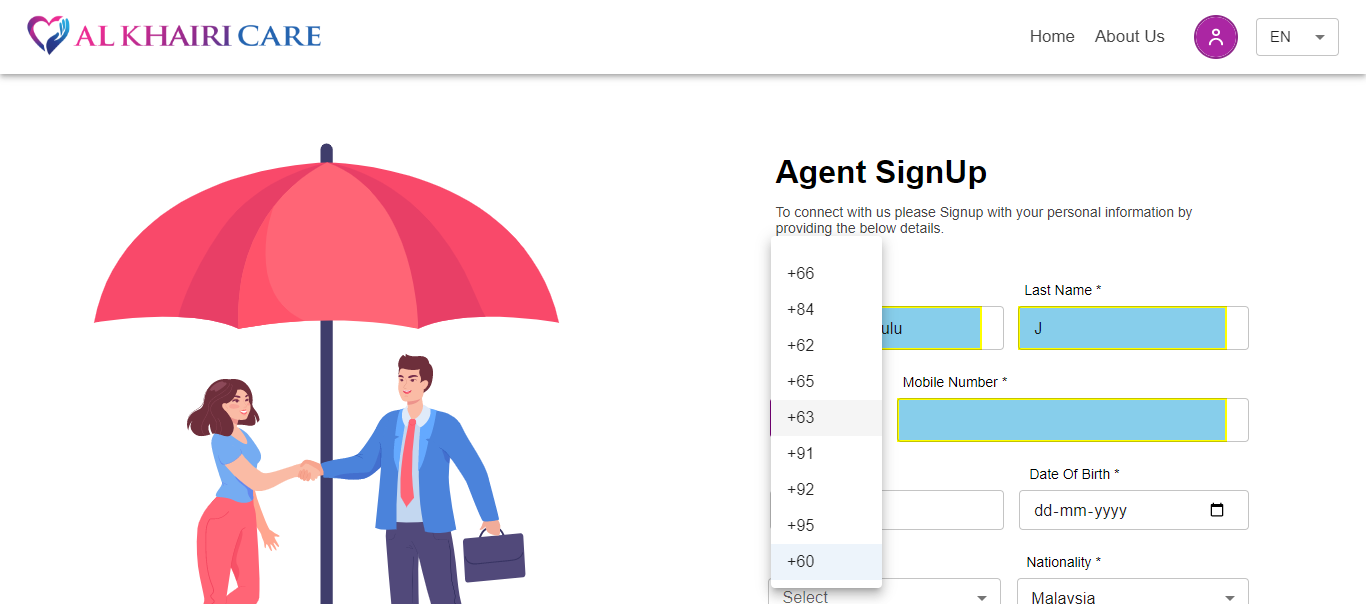 AL KHAIRI CARE
Home
About Us
EN
Agent SignUp
To connect with us please Signup with your personal information by
providing the below details.
+66
+84
+62
+65
+63
+91
+92
+95
+60
Last Name *
ulu
J
Mobile Number *
Date Of Birth *
dd-mm-yyyy
Nationality *
Select
Malaysia